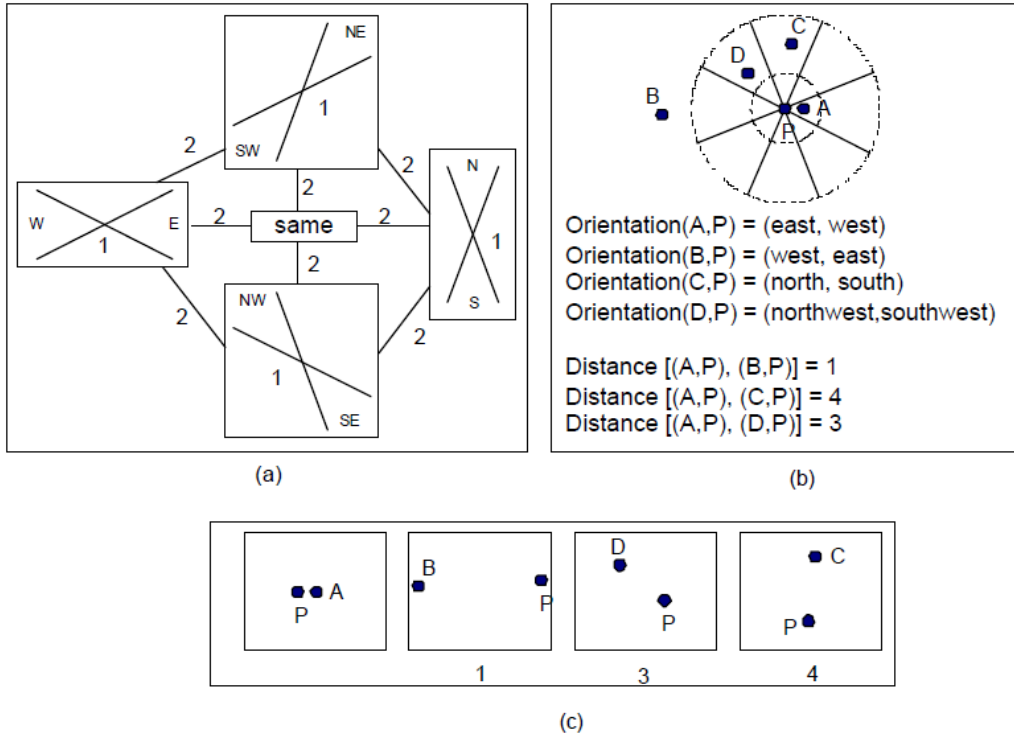 NE
1
SW
2
2
2
N
W
E
1
2
same
2
1
S
2
2
2
NW
1
SE
(a)
C
D
B
A
P
Orientation(A,P) = (east, west)
Orientation(B,P) = (west, east)
Orientation(C,P) = (north, south)
Orientation(D,P) = (northwest,southwest)
Distance [(A,P), (B,P)] = 1
Distance [(A,P), (C,P)] = 4
Distance [(A,P), (D,P)] = 3
(b)
A
P
B
P
D
P
C
P
1
3
4
(c)